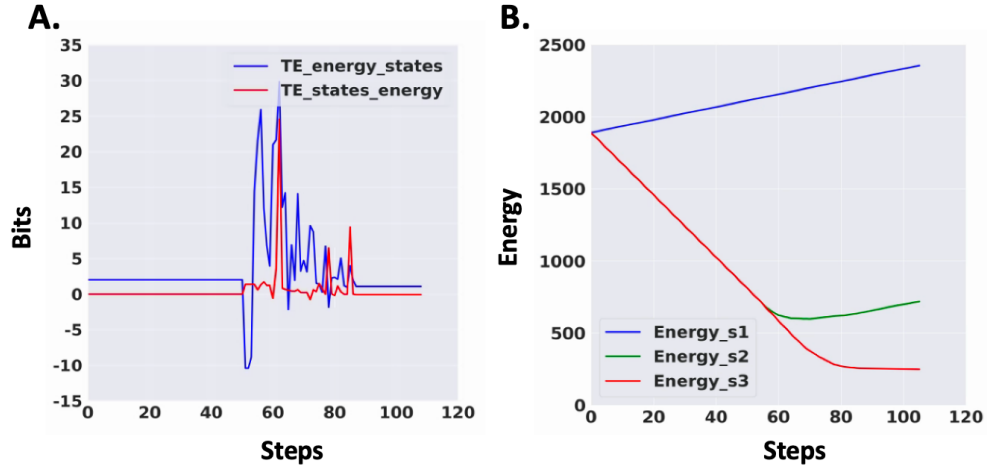 A.
35
30
25
20
15
10
5
0
-5
-10
-15
0 20 40 60 80 100 120
Bits
Steps
TE_energy_states
TE_states_energy
B.
2500
2000
1500
1000
500
0
0 20 40 60 80 100 120
Energy
Steps
Energy_s1
Energy_s2
Energy_s3